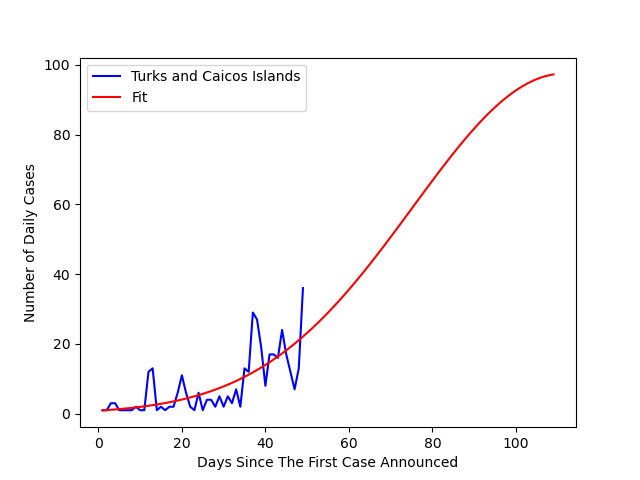 Turks and Caicos Islands
Fit
100
80
60
40
20
0
Number of Daily Cases
0 20 40 60 80 100
Days Since The First Case Announced